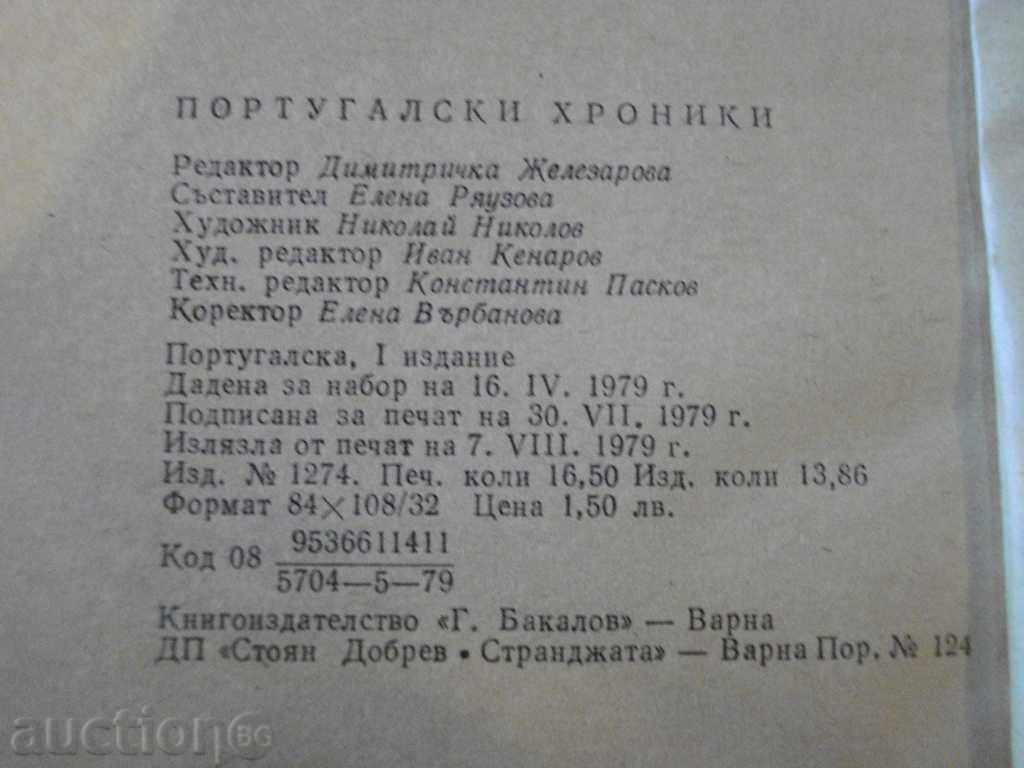 ПОРТУГАЛСКИ ХРОНИКИ
Редактор Димитричка Железарова
Съставител Елена Ряузова
Художник Николай Николов
Худ. редактор Иван Кенаров
Техн. редактор Константин Пасков
Коректор Елена Върбанова
Португалска, I издание
Дадена за набор на 16. IV. 1979 г.
Подписана за печат на 30. VII. 1979 г.
Излязла от печат на 7. VIII. 1979 г.
Изд. № 1274. Печ. коли 16,50 Изд. коли 13,86
Формат 84×108/32 Цена 1,50 лв.
Код 08 9536611411
5704—5—79
Книгоиздателство «Г. Бакалов» — Варна
ДП «Стоян Добрев • Странджата» — Варна Пор. № 124
auction BG